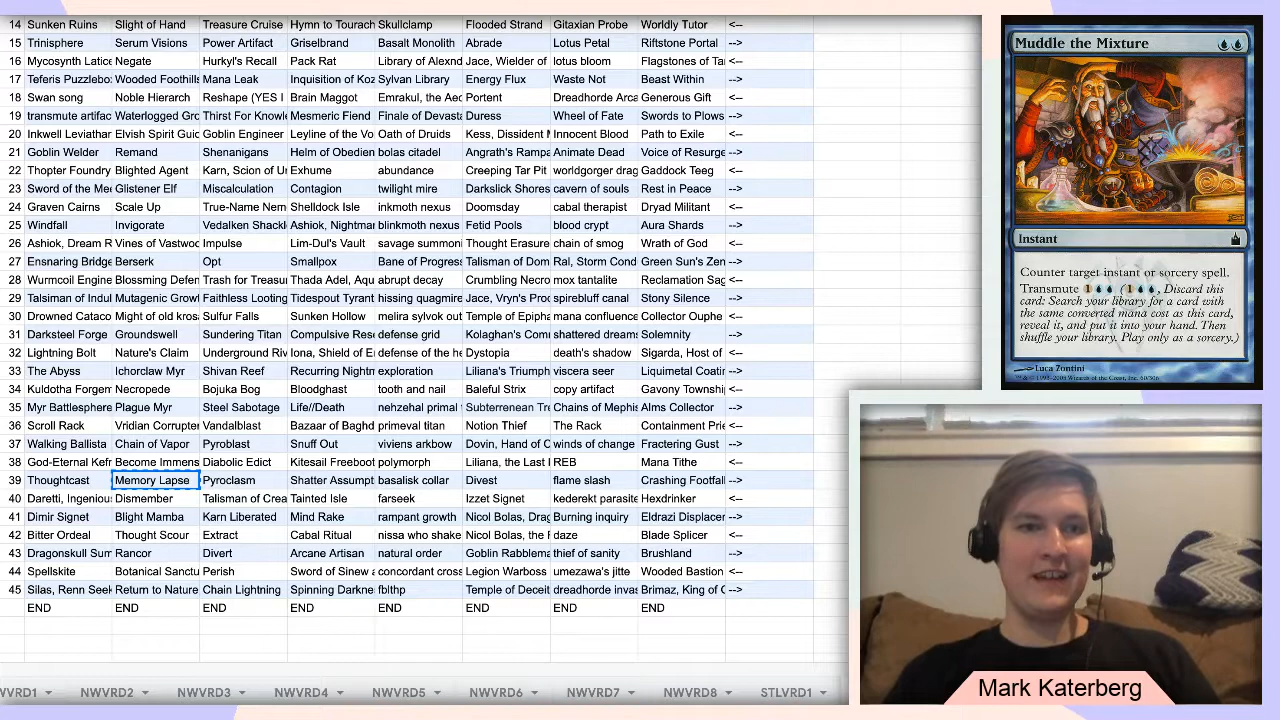 14 Sunken Ruins Slight of Hand Treasure Cruise Hymn to Tourach Skullclamp Flooded Strand Gitaxian Probe Worldly Tutor <--
15 Trinisphere Serum Visions Power Artifact Griselbrand Basalt Monolith Abrade Lotus Petal Riftstone Portal -->
16 Mycosynth Lattice Negate Hurkyl's Recall Pack Rat Library of Alexnd Jace, Wielder of lotus bloom Flagstones of Tar <--
17 Teferis Puzzlebo Wooded Foothills Mana Leak Inquisition of Koz Sylvan Library Energy Flux Waste Not Beast Within -->
18 Swan song Noble Hierarch Reshape (YES I Brain Maggot Emrakul, the Aeo Portent Dreadhorde Arca Generous Gift <--
19 transmute artifac Waterlogged Gro Thirst For Knowle Mesmeric Fiend Finale of Devasta Duress Wheel of Fate Swords to Plows -->
20 Inkwell Leviathan Elvish Spirit Guid Goblin Engineer Leyline of the Vo Oath of Druids Kess, Dissident M Innocent Blood Path to Exile <--
21 Goblin Welder Remand Shenanigans Helm of Obedien bolas citadel Angrath's Rampa Animate Dead Voice of Resurge -->
22 Thopter Foundry Blighted Agent Karn, Scion of U Exhume abundance Creeping Tar Pit worldgorger drag Gaddock Teeg <--
23 Sword of the Mee Glistener Elf Miscalculation Contagion twilight mire Darkslick Shores cavern of souls Rest in Peace -->
24 Graven Cairns Scale Up True-Name Nem Shelldock Isle inkmoth nexus Doomsday cabal therapist Dryad Militant <--
25 Windfall Invigorate Vedalken Shackl Ashiok, Nightmar blinkmoth nexus Fetid Pools blood crypt Aura Shards -->
26 Ashiok, Dream R Vines of Vastwoo Impulse Lim-Dul's Vault savage summoni Thought Erasure chain of smog Wrath of God <--
27 Ensnaring Bridge Berserk Opt Smallpox Bane of Progress Talisman of Dom Ral, Storm Cond Green Sun's Zen -->
28 Wurmcoil Engine Blossming Defen Trash for Treasu Thada Adel, Aqu abrupt decay Crumbling Necro mox tantalite Reclamation Sag <--
29 Talsiman of Indul Mutagenic Growt Faithless Looting Tidespout Tyrant hissing quagmire Jace, Vryn's Prod spirebluff canal Stony Silence -->
30 Drowned Cataco Might of old kros Sulfur Falls Sunken Hollow melira sylvok out Temple of Epiph mana confluence Collector Ouphe <--
31 Darksteel Forge Groundswell Sundering Titan Compulsive Rese defense grid Kolaghan's Com shattered dreams Solemnity -->
32 Lightning Bolt Nature's Claim Underground Riv Iona, Shield of E defense of the he Dystopia death's shadow Sigarda, Host of <--
33 The Abyss Ichorclaw Myr Shivan Reef Recurring Nightn exploration Liliana's Triumph viscera seer Liquimetal Coatin -->
34 Kuldotha Forgem Necropede Bojuka Bog Bloodghast oath nail Baleful Strix copy artifact Gavony Township <--
35 Myr Battlesphere Plague Myr Steel Sabotage Life//Death nehzehal primal Subterrenean Tre Chains of Mephis Alms Collector -->
36 Scroll Rack Viridian Corrupter Vandalblast Bazaar of Baghd primeval titan Notion Thief The Rack Containment Prie <--
37 Walking Ballista Chain of Vapor Pyroblast Snuff Out viviens arkbow Dovin, Hand of C winds of change Fractering Gust -->
38 God-Eternal Kefr Become Immens Diabolic Edict Kitesail Freeboot polymorph Liliana, the Last REB Mana Tithe <--
39 Thoughtcast Memory Lapse Pyroclasm Shatter Assumpt basalisk collar Divest flame slash Crashing Footfall -->
40 Daretti, Ingeniou Dismember Talisman of Crea Tainted Isle farseek Izzet Signet kederekt parasite Hexdrinker <--
41 Dimir Signet Blight Mamba Karn Liberated Mind Rake rampant growth Nicol Bolas, Drag Burning inquiry Eldrazi Displacer -->
42 Bitter Ordeal Thought Scour Extract Cabal Ritual nissa who shake Nicol Bolas, the daze Blade Splicer <--
43 Dragonskull Sum Rancor Divert Arcane Artisan natural order Goblin Rabblema thief of sanity Brushland -->
44 Spellskite Botanical Sanctu Perish Sword of Sinew a concordant cross Legion Warboss umezawa's jitte Wooded Bastion <--
45 Silas, Renn Seek Return to Nature Chain Lightning Spinning Darkne fblthp Temple of Deceit dreadhorde invas Brimaz, King of -->
END END END END END END END END
NWVRD2 NWVRD3 NWVRD4 NWVRD5 NWVRD6 NWVRD7 NWVRD8 STLVRD1
Muddle the Mixture
Instant
Counter target instant or sorcery spell.
Transmute 1 (1, Discard this
card: Search your library for a card with
the same converted mana cost as this card,
reveal it, and put it into your hand. Then
shuffle your library. Play only as a sorcery.)
Luca Zontini
Mark Katerberg